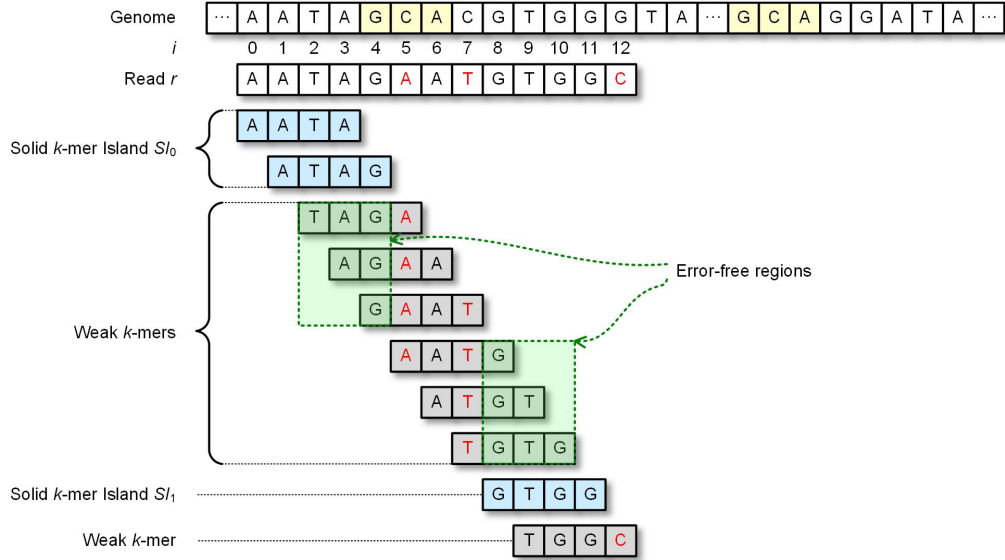 Genome ... A A T A G C A C G T G G G T A ... G C A G G A T A ...
i 0 1 2 3 4 5 6 7 8 9 10 11 12
Read r A A T A G A A T G T G G C
A A T A
Solid k-mer Island SI0
A T A G
T A G A
A G A A
Error-free regions
G A A T
Weak k-mers
A A T G
A T G T
T G T G
Solid k-mer Island SI1 G T G G
Weak k-mer T G G C